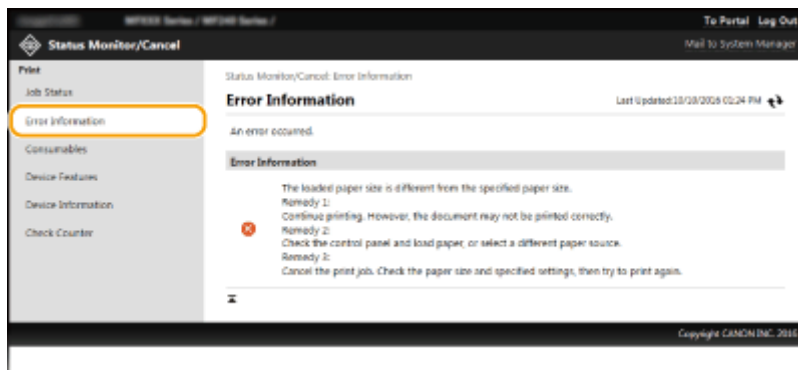 MFXXX Series / MF240 Series /
To Portal Log Out
Status Monitor/Cancel
Mail to System Manager
Print
Job Status
Error Information
Consumables
Device Features
Device Information
Check Counter
Status Monitor/Cancel: Error Information
Error Information
Last Updated:10/10/2016 01:24 PM
An error occurred.
Error Information
The loaded paper size is different from the specified paper size.
Remedy 1:
Continue printing. However, the document may not be printed correctly.
Remedy 2:
Check the control panel and load paper, or select a different paper source.
Remedy 3:
Cancel the print job. Check the paper size and specified settings, then try to print again.
Copyright CANON INC. 2016